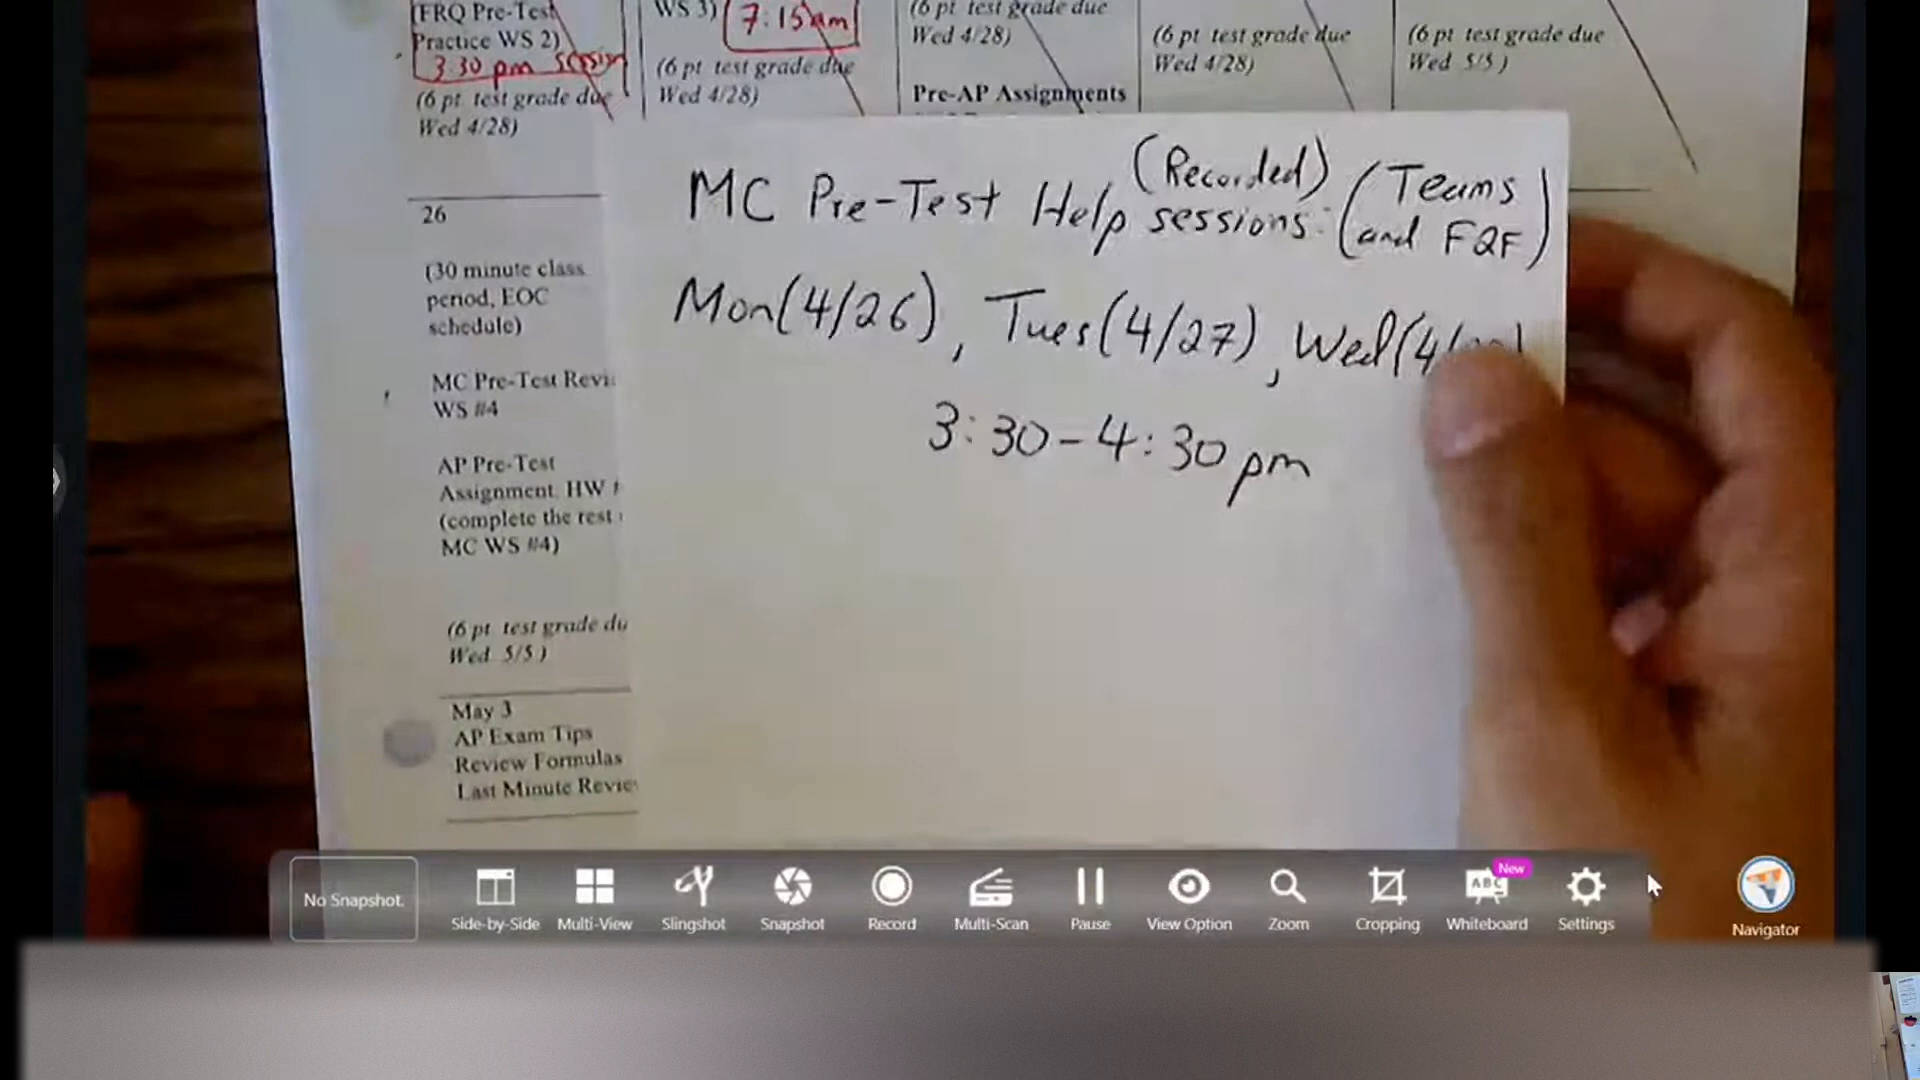 (FRQ Pre-Test
Practice WS 2)
3:30 pm session
(6 pt test grade due
Wed 4/28)
WS 3)
7:15am
(6 pt test grade due
Wed 4/28)
(6 pt test grade due
Wed 4/28)
Pre-AP Assignments
(6 pt test grade due
Wed 4/28)
(6 pt test grade due
Wed 5/5)
MC Pre-Test Help sessions: (Recorded) (Teams and F2F)
Mon(4/26), Tues(4/27), Wed(4/
3:30-4:30pm
26
(30 minute class
period, EOC
schedule)
MC Pre-Test
WS #4
AP Pre-Test
Assignment, HW
(complete the rest
MC WS #4)
(6 pt test grade
Wed 5/5)
May 3
AP Exam Tips
Review Formulas
Last Minute
No Snapshot.
Side-by-Side
Multi-View
Slingshot
Snapshot
Record
Multi-Scan
Pause
View Option
Zoom
Cropping
ABC
New
Whiteboard
Settings
Navigator